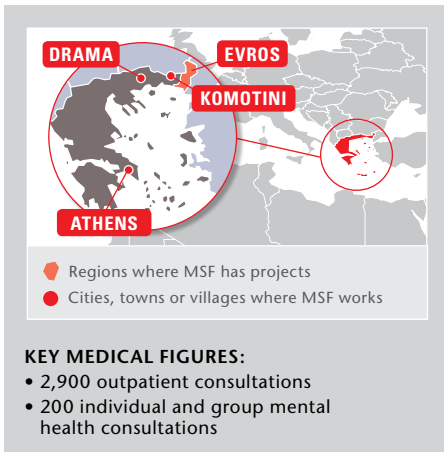 DRAMA
EVROS
KOMOTINI
ATHENS
Regions where MSF has projects
Cities, towns or villages where MSF works
KEY MEDICAL FIGURES:
• 2,900 outpatient consultations
• 200 individual and group mental
health consultations